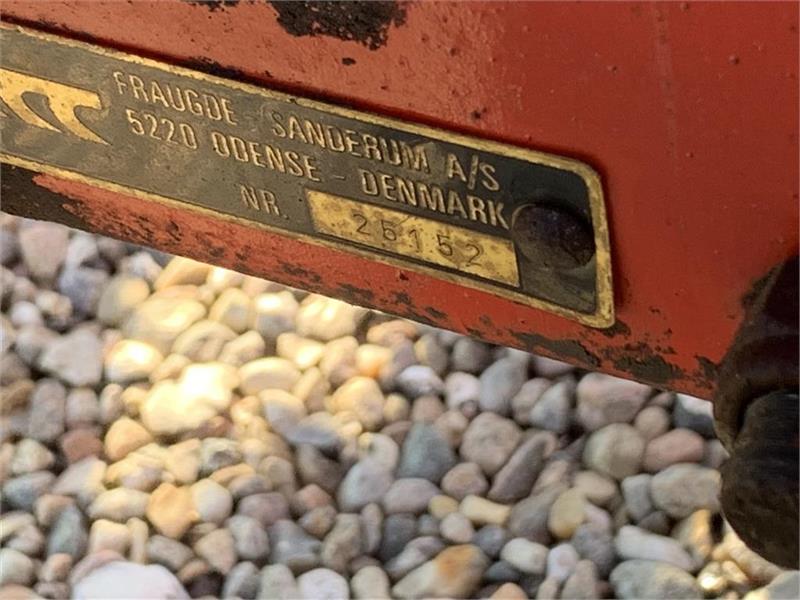 FRAUGDE - SANDERUM A/S
5220 ODENSE - DENMARK
NR. 25152